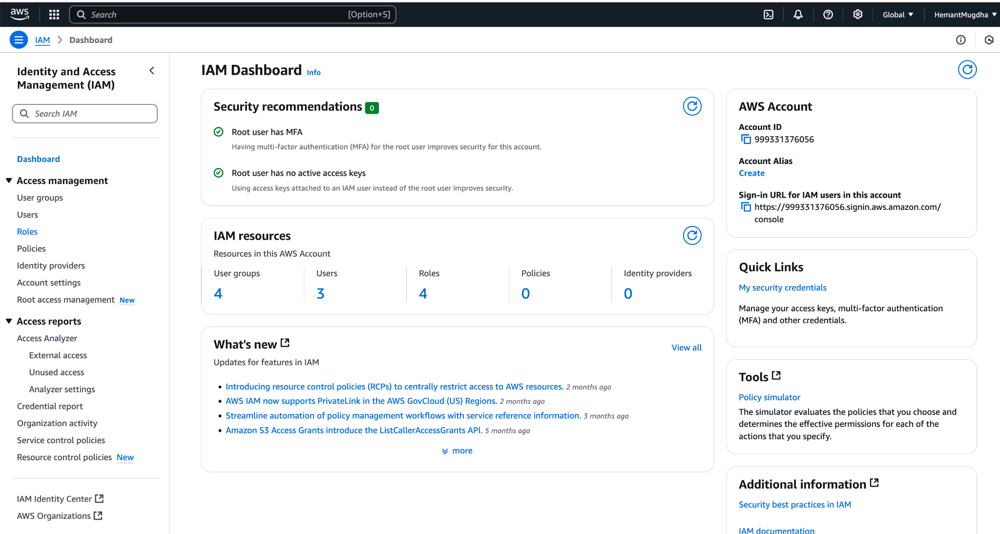 aws
Search
[Option+S]
Global
HemantMugdha
IAM
Dashboard
Identity and Access
Management (IAM)
Search IAM
Dashboard
Access management
User groups
Users
Roles
Policies
Identity providers
Account settings
Root access management New
Access reports
Access Analyzer
External access
Unused access
Analyzer settings
Credential report
Organization activity
Service control policies
Resource control policies New
IAM Identity Center
AWS Organizations
IAM Dashboard Info
Security recommendations 0
Root user has MFA
Having multi-factor authentication (MFA) for the root user improves security for this account.
Root user has no active access keys
Using access keys attached to an IAM user instead of the root user improves security.
IAM resources
Resources in this AWS Account
User groups Users Roles Policies Identity providers
4 3 4 0 0
What's new
View all
Updates for features in IAM
• Introducing resource control policies (RCPs) to centrally restrict access to AWS resources. 2 months ago
• AWS IAM now supports PrivateLink in the AWS GovCloud (US) Regions. 2 months ago
• Streamline automation of policy management workflows with service reference information. 3 months ago
• Amazon S3 Access Grants introduce the ListCallerAccessGrants API. 5 months ago
more
AWS Account
Account ID
999331376056
Account Alias
Create
Sign-in URL for IAM users in this account
https://999331376056.signin.aws.amazon.com/
console
Quick Links
My security credentials
Manage your access keys, multi-factor authentication
(MFA) and other credentials.
Tools
Policy simulator
The simulator evaluates the policies that you choose and
determines the effective permissions for each of the
actions that you specify.
Additional information
Security best practices in IAM
IAM documentation